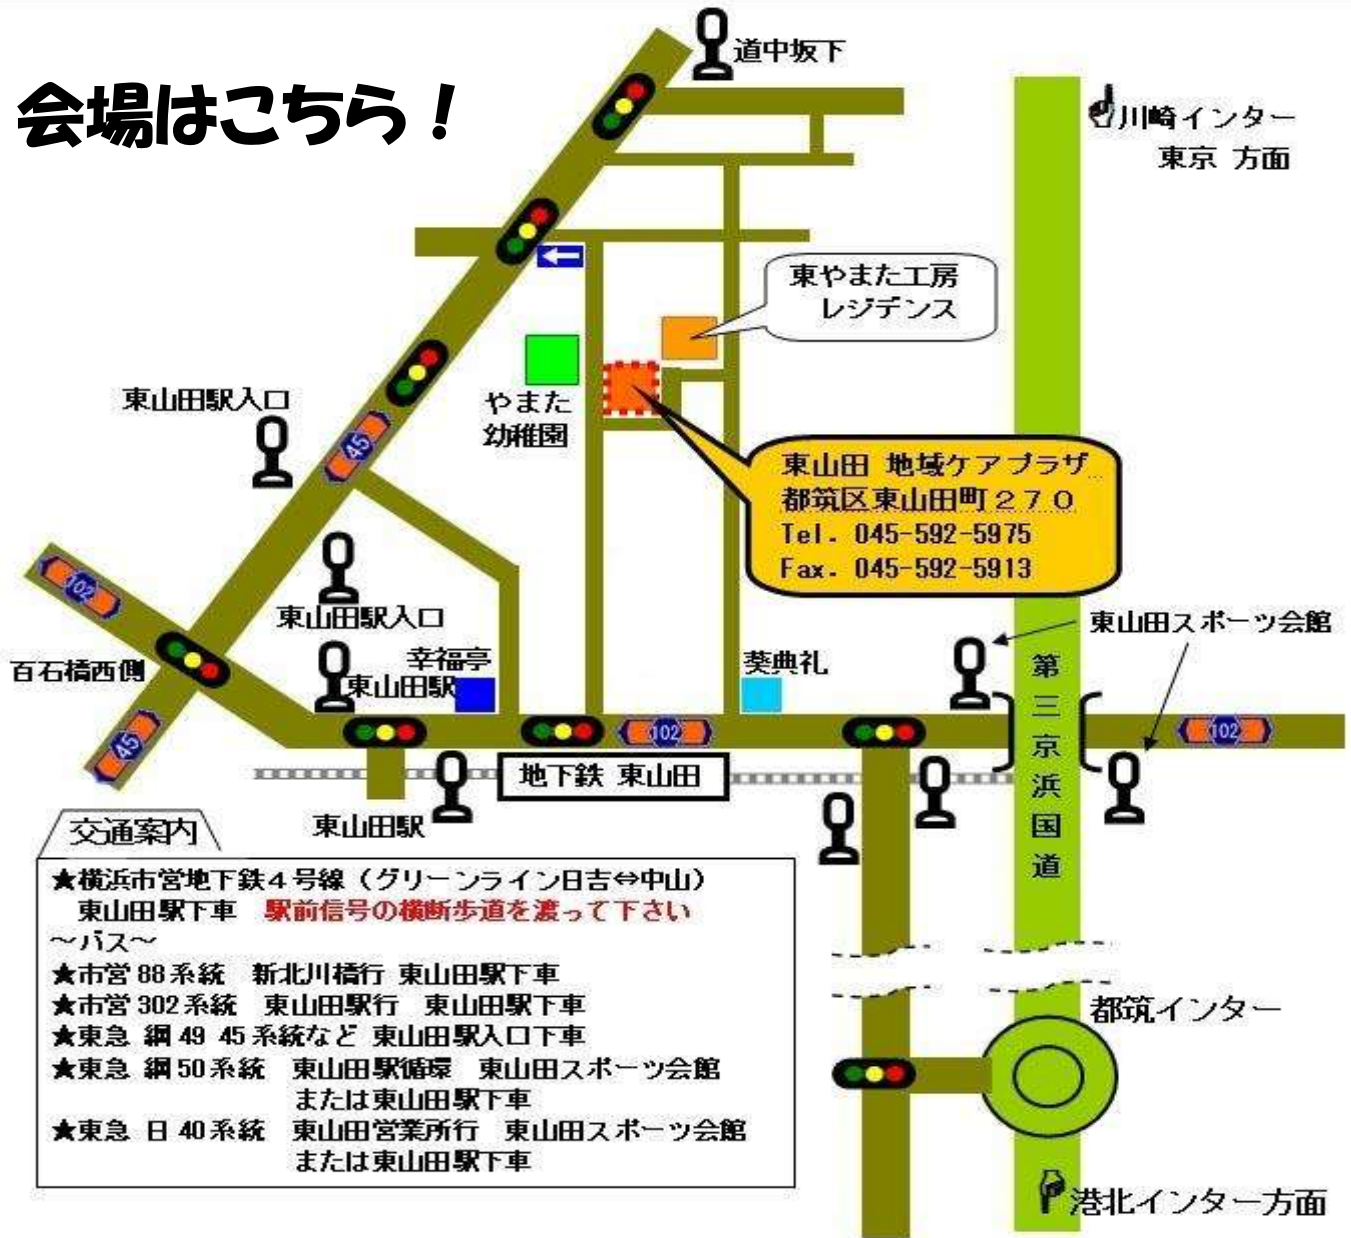 道中坂下
会場はこちら！
川崎インター
東京 方面
東やまた工房
レジデンス
東山田駅入口
やまた
幼稚園
45
東山田 地域ケアプラザ
都筑区東山田町２７０
Tel. 045-592-5975
Fax. 045-592-5913
102
東山田駅入口
東山田スポーツ会館
百石橋西側
幸福亭
東山田駅
葵典礼
第三京浜国道
45
102
102
地下鉄 東山田
東山田駅
交通案内
★横浜市営地下鉄４号線（グリーンライン日吉⇔中山）
東山田駅下車 駅前信号の横断歩道を渡って下さい
～バス～
★市営 88 系統 新北川橋行 東山田駅下車
★市営 302 系統 東山田駅行 東山田駅下車
★東急 綱 49 45 系統など 東山田駅入口下車
★東急 綱 50 系統 東山田駅循環 東山田スポーツ会館
または東山田駅下車
★東急 日 40 系統 東山田営業所行 東山田スポーツ会館
または東山田駅下車
都筑インター
港北インター方面